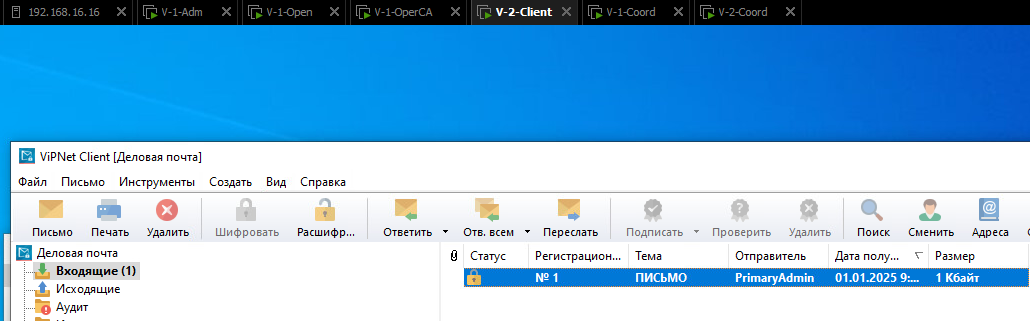 192.168.16.16 V-1-Adm V-1-Open V-1-OperCA V-2-Client V-1-Coord V-2-Coord
ViPNet Client [Деловая почта]
Файл Письмо Инструменты Создать Вид Справка
Письмо Печать Удалить Шифровать Расшифр... Ответить Отв. всем Переслать Подписать Проверить Удалить Поиск Сменить Адреса
Деловая почта Статус Регистрацион... Тема Отправитель Дата полу... Размер
Входящие (1) № 1 ПИСЬМО PrimaryAdmin 01.01.2025 9:... 1 Кбайт
Исходящие
Аудит